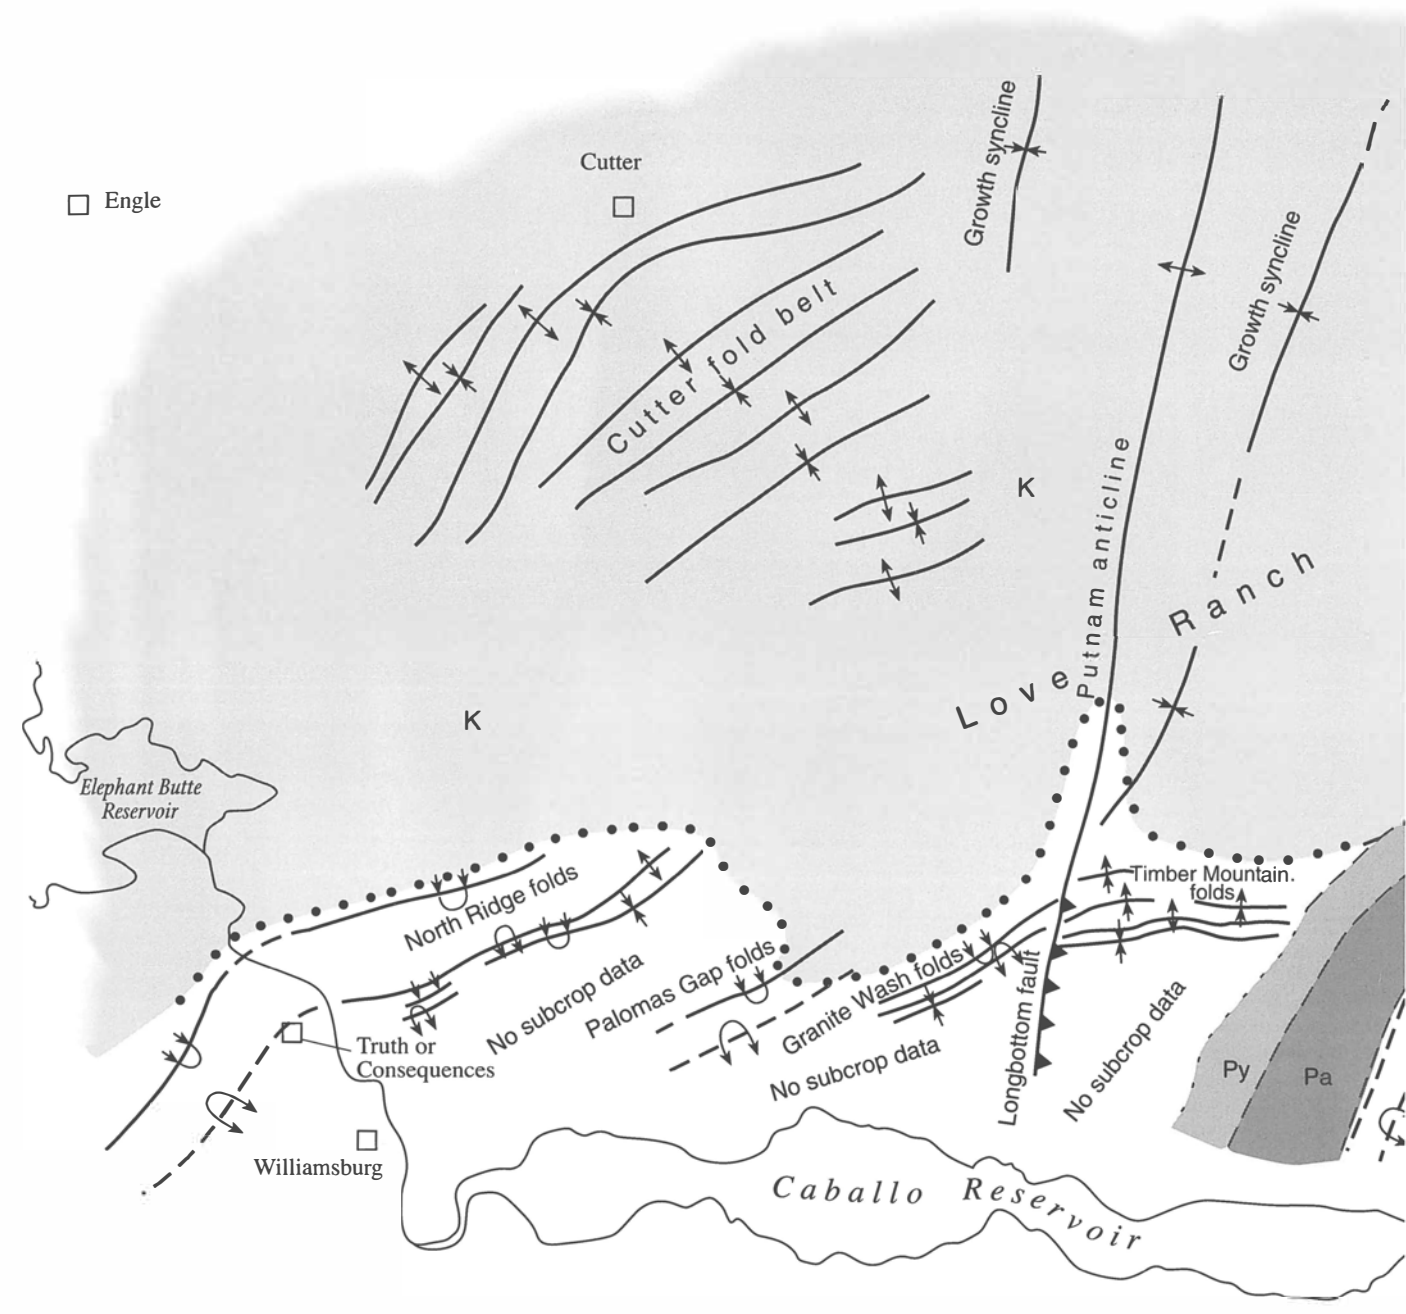 Growth syncline
Cutter
Engle
Growth syncline
Cutter fold belt
K
Putnam anticline
Ranch
Love
K
Elephant Butte
Reservoir
Timber Mountain.
folds
North Ridge folds
No subcrop data
Palomas Gap folds
Granite Wash folds
Longbottom fault
No subcrop data
Truth or
Consequences
No subcrop data
Py
Pa
Williamsburg
Caballo Reservoir